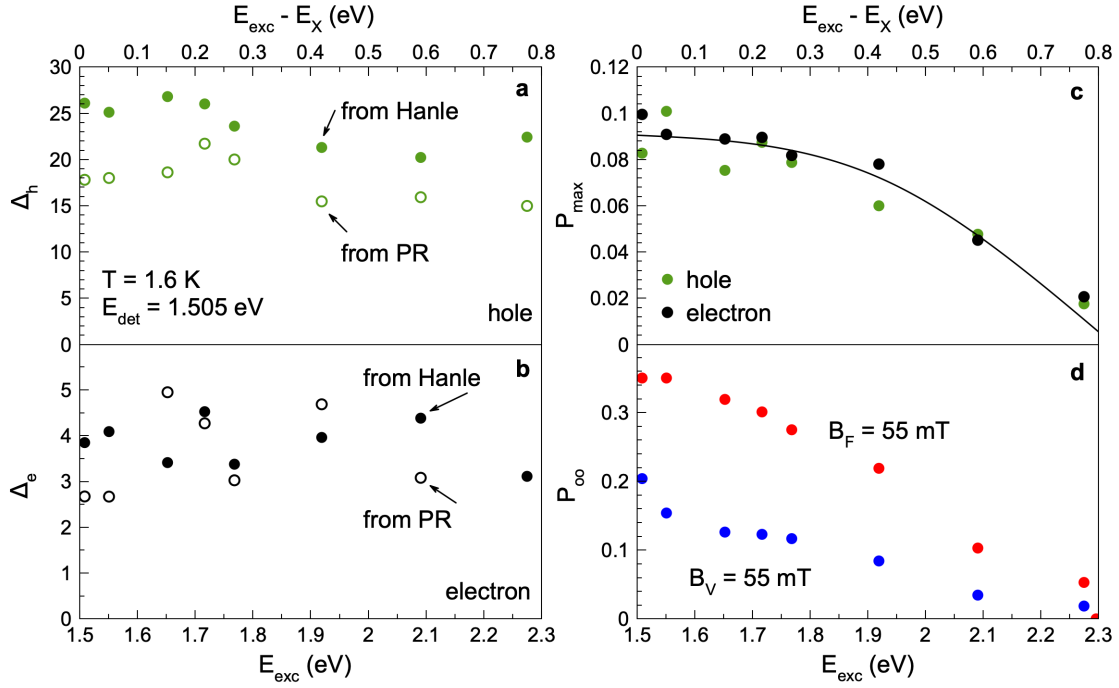 E_exc - E_X (eV)
0 0.1 0.2 0.3 0.4 0.5 0.6 0.7 0.8
30
25
20
15
10
5
0
Δ_h
a
from Hanle
from PR
T = 1.6 K
E_det = 1.505 eV
hole
5
4
3
2
1
0
Δ_e
b
from Hanle
from PR
electron
1.5 1.6 1.7 1.8 1.9 2 2.1 2.2 2.3
E_exc (eV)
E_exc - E_X (eV)
0 0.1 0.2 0.3 0.4 0.5 0.6 0.7 0.8
0.12
0.1
0.08
0.06
0.04
0.02
0
P_max
c
hole
electron
0.3
0.2
0.1
0
P_oo
d
B_F = 55 mT
B_V = 55 mT
1.5 1.6 1.7 1.8 1.9 2 2.1 2.2 2.3
E_exc (eV)